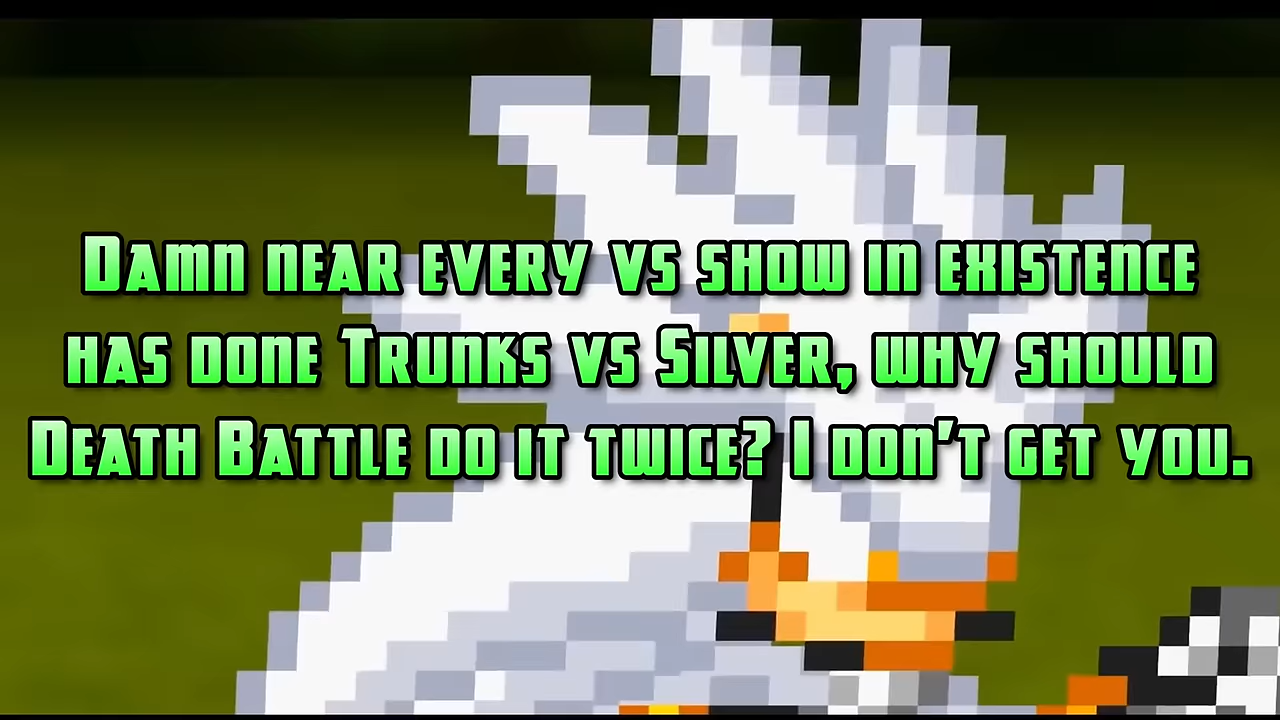 Damn near every vs show in existence
has done Trunks vs Silver, why should
Death Battle do it twice? I don't get you.